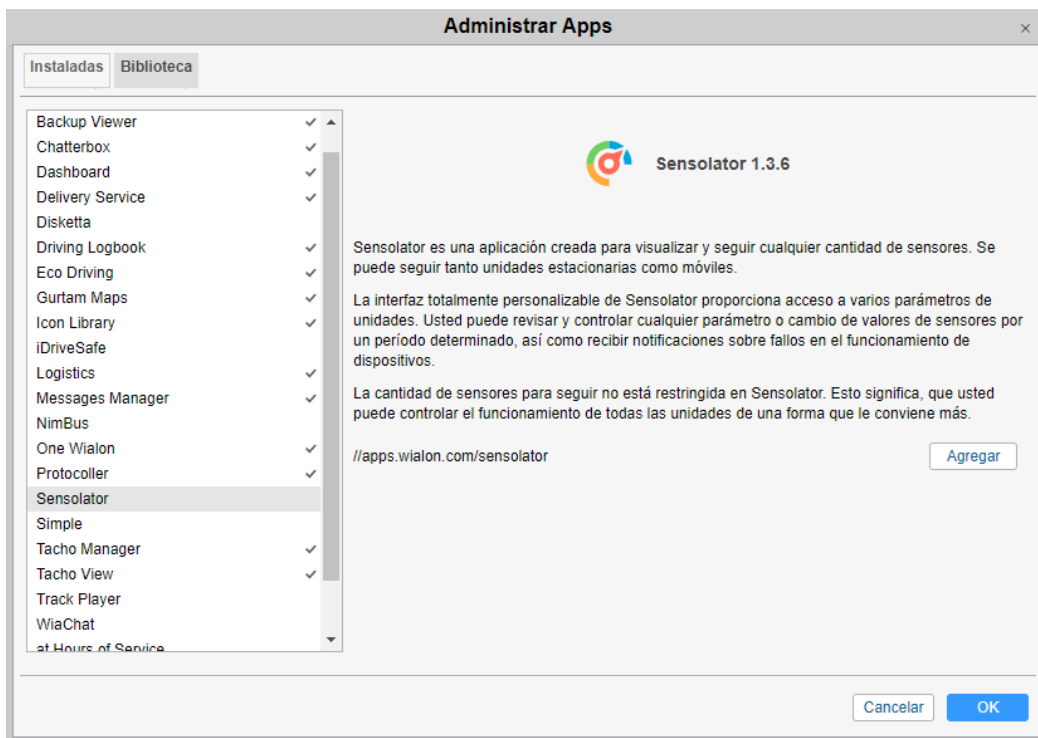 Administrar Apps
Instaladas
Biblioteca
Backup Viewer
Chatterbox
Dashboard
Delivery Service
Disketta
Driving Logbook
Eco Driving
Gurtam Maps
Icon Library
iDriveSafe
Logistics
Messages Manager
NimBus
One Wialon
Protocoller
Sensolator
Simple
Tacho Manager
Tacho View
Track Player
WiaChat
at Hours of Service
Sensolator 1.3.6
Sensolator es una aplicación creada para visualizar y seguir cualquier cantidad de sensores. Se
puede seguir tanto unidades estacionarias como móviles.
La interfaz totalmente personalizable de Sensolator proporciona acceso a varios parámetros de
unidades. Usted puede revisar y controlar cualquier parámetro o cambio de valores de sensores por
un período determinado, así como recibir notificaciones sobre fallos en el funcionamiento de
dispositivos.
La cantidad de sensores para seguir no está restringida en Sensolator. Esto significa, que usted
puede controlar el funcionamiento de todas las unidades de una forma que le conviene más.
//apps.wialon.com/sensolator
Agregar
Cancelar
OK